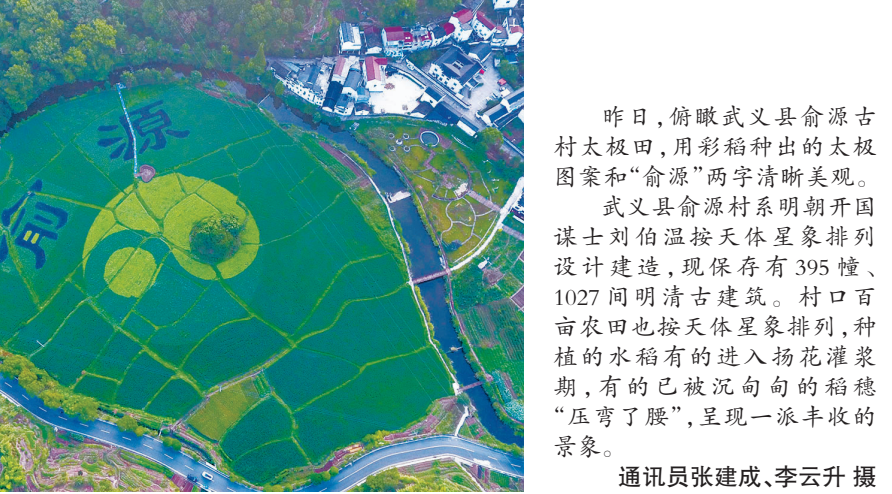 源
俞
昨日,俯瞰武义县俞源古
村太极田,用彩稻种出的太极
图案和“俞源”两字清晰美观。
武义县俞源村系明朝开国
谋士刘伯温按天体星象排列
设计建造,现保存有 395 幢、
1027 间明清古建筑。村口百
亩农田也按天体星象排列,种
植的水稻有的进入扬花灌浆
期,有的已被沉甸甸的稻穗
“压弯了腰”,呈现一派丰收的
景象。
通讯员张建成、李云升 摄